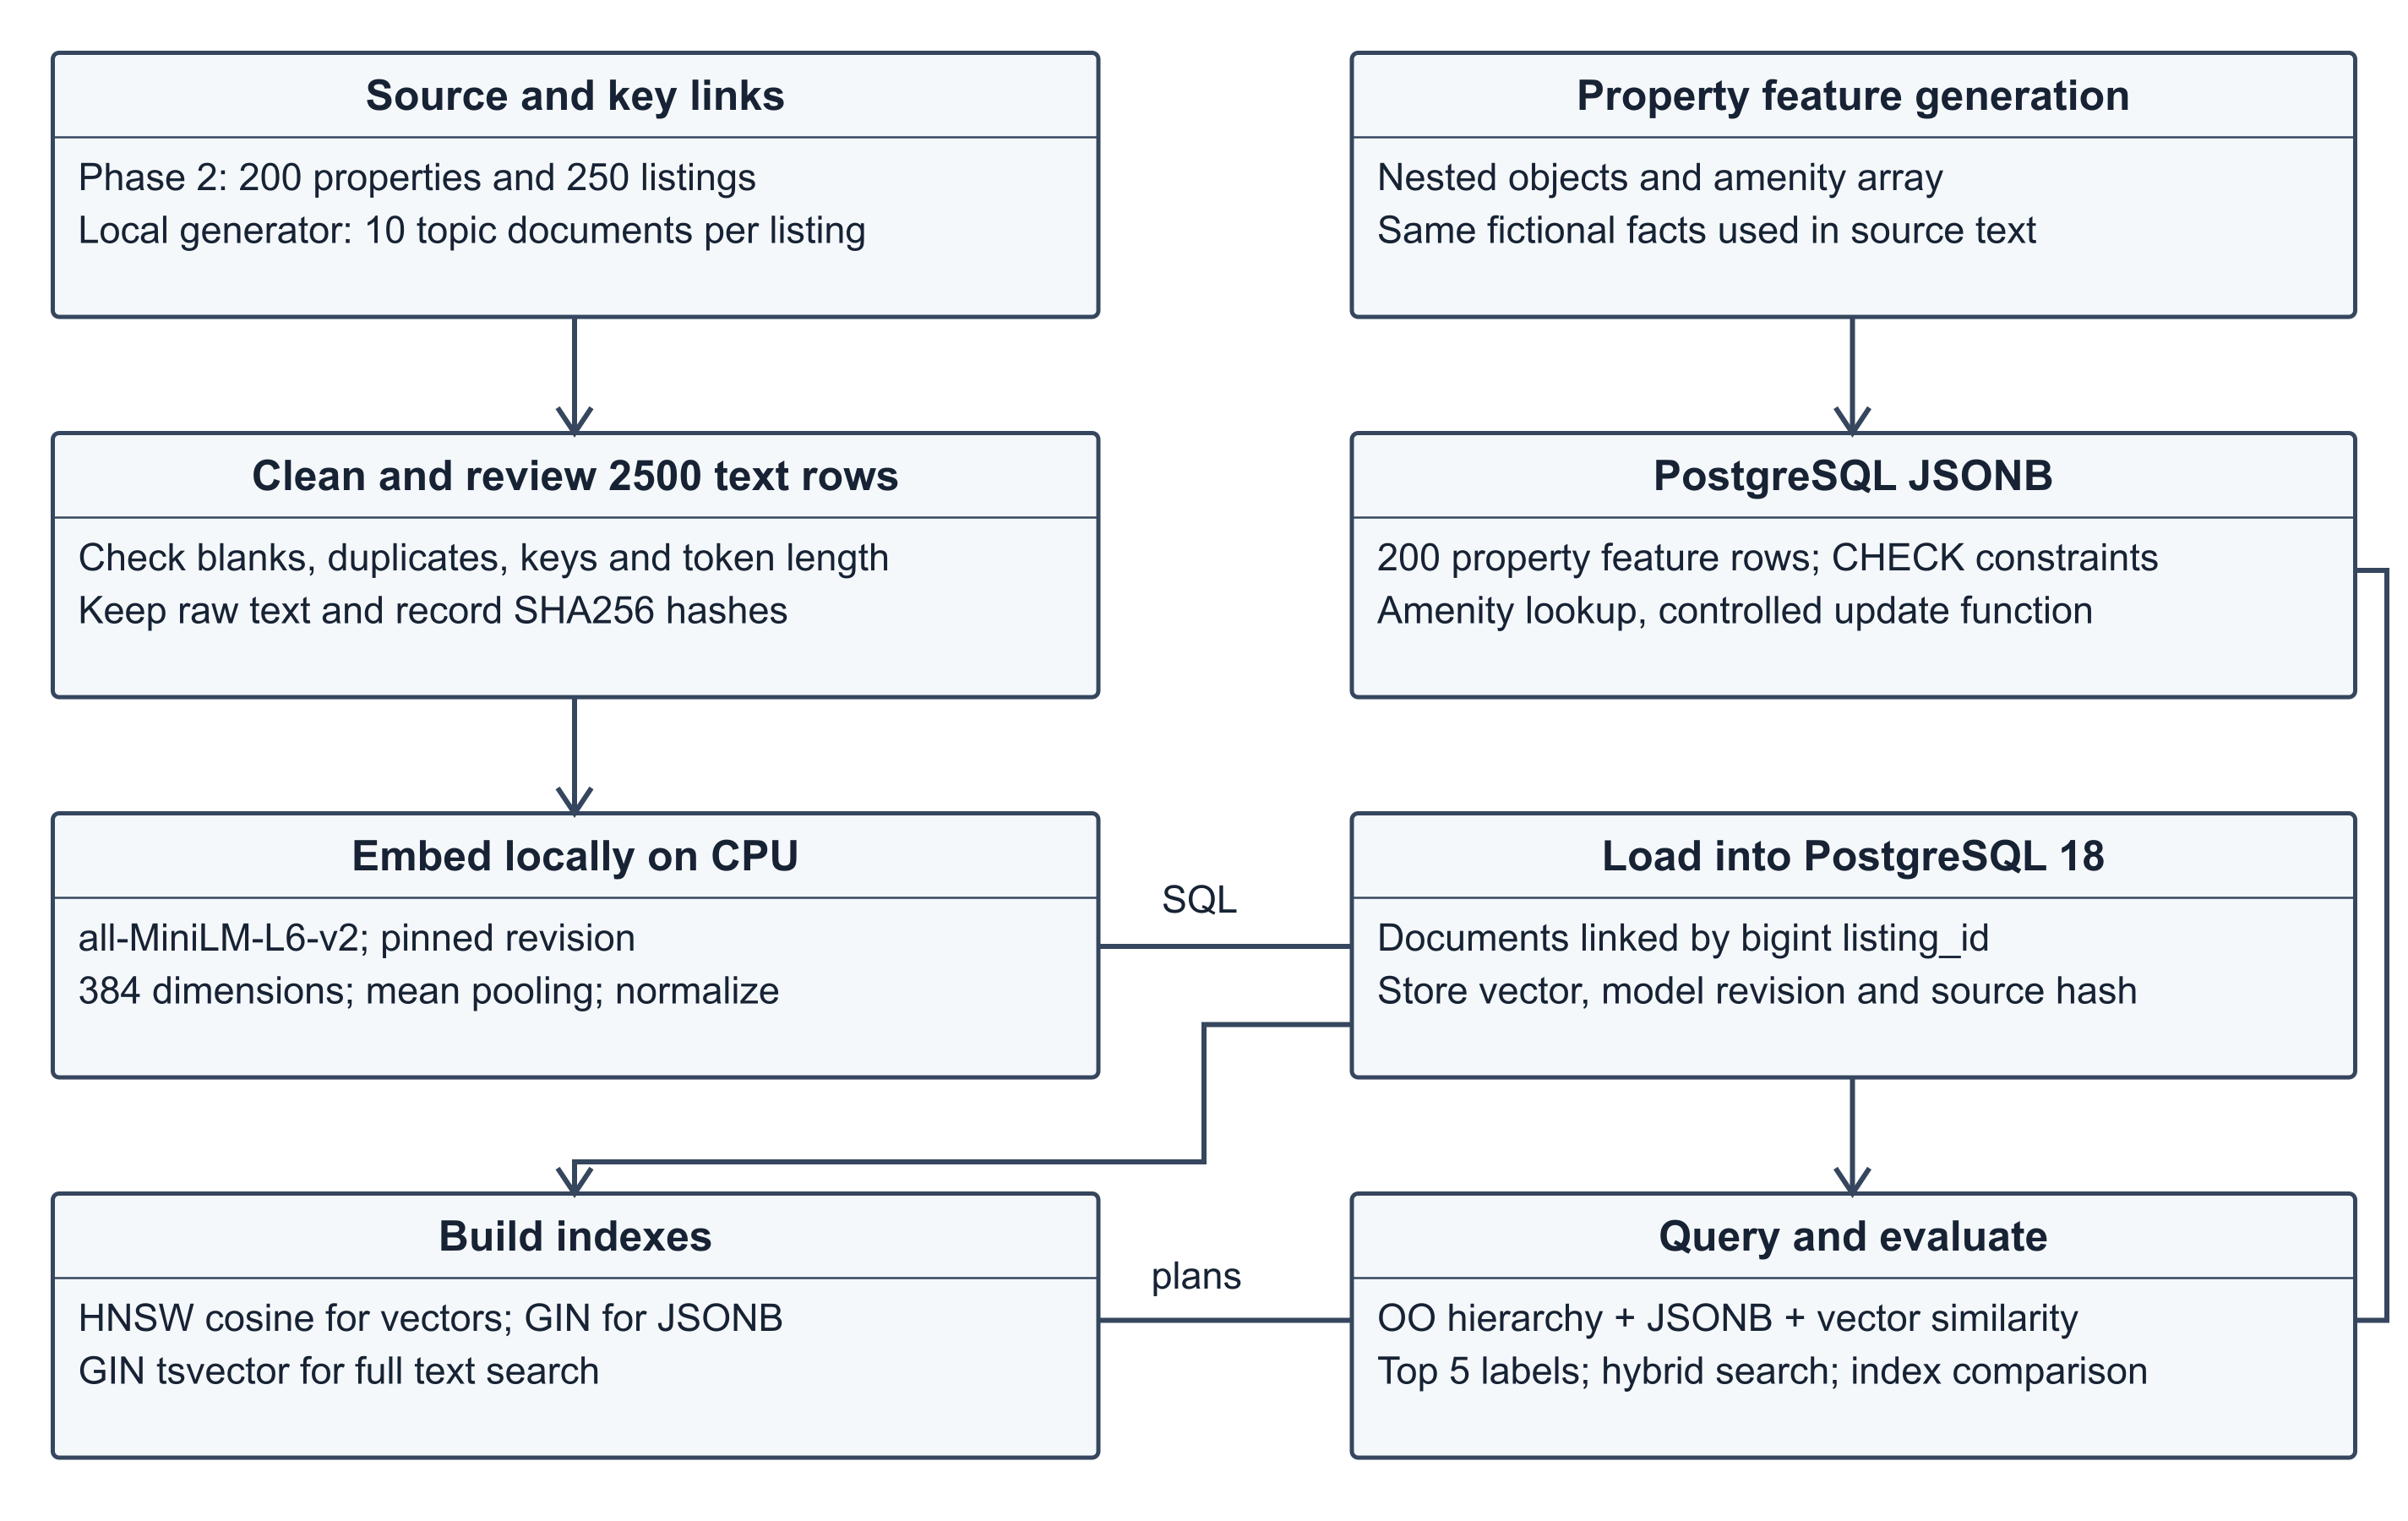 Source and key links
Phase 2: 200 properties and 250 listings
Local generator: 10 topic documents per listing
Property feature generation
Nested objects and amenity array
Same fictional facts used in source text
Clean and review 2500 text rows
Check blanks, duplicates, keys and token length
Keep raw text and record SHA256 hashes
PostgreSQL JSONB
200 property feature rows; CHECK constraints
Amenity lookup, controlled update function
Embed locally on CPU
all-MiniLM-L6-v2; pinned revision
384 dimensions; mean pooling; normalize
SQL
Load into PostgreSQL 18
Documents linked by bigint listing_id
Store vector, model revision and source hash
Build indexes
HNSW cosine for vectors; GIN for JSONB
GIN tsvector for full text search
plans
Query and evaluate
OO hierarchy + JSONB + vector similarity
Top 5 labels; hybrid search; index comparison